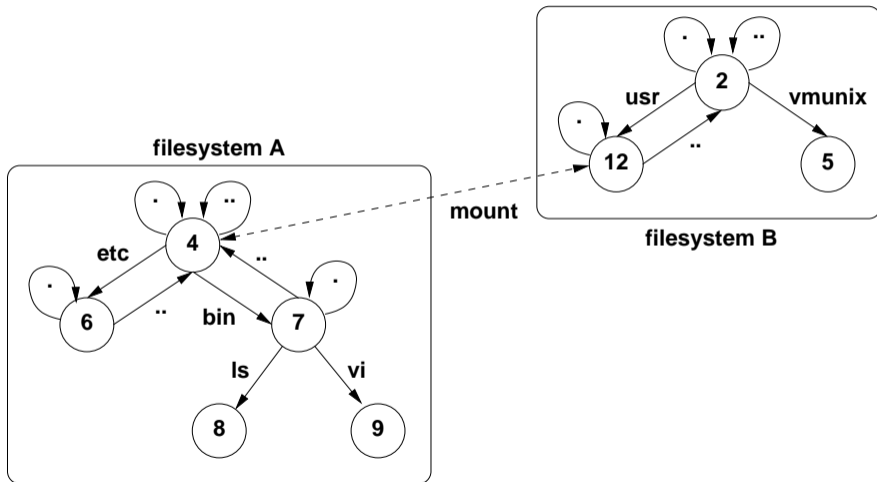 . ..
2
usr vmunix
.
12 .. 5
filesystem A
mount
filesystem B
. ..
4
etc ..
. .
6 .. bin 7
ls vi
8 9